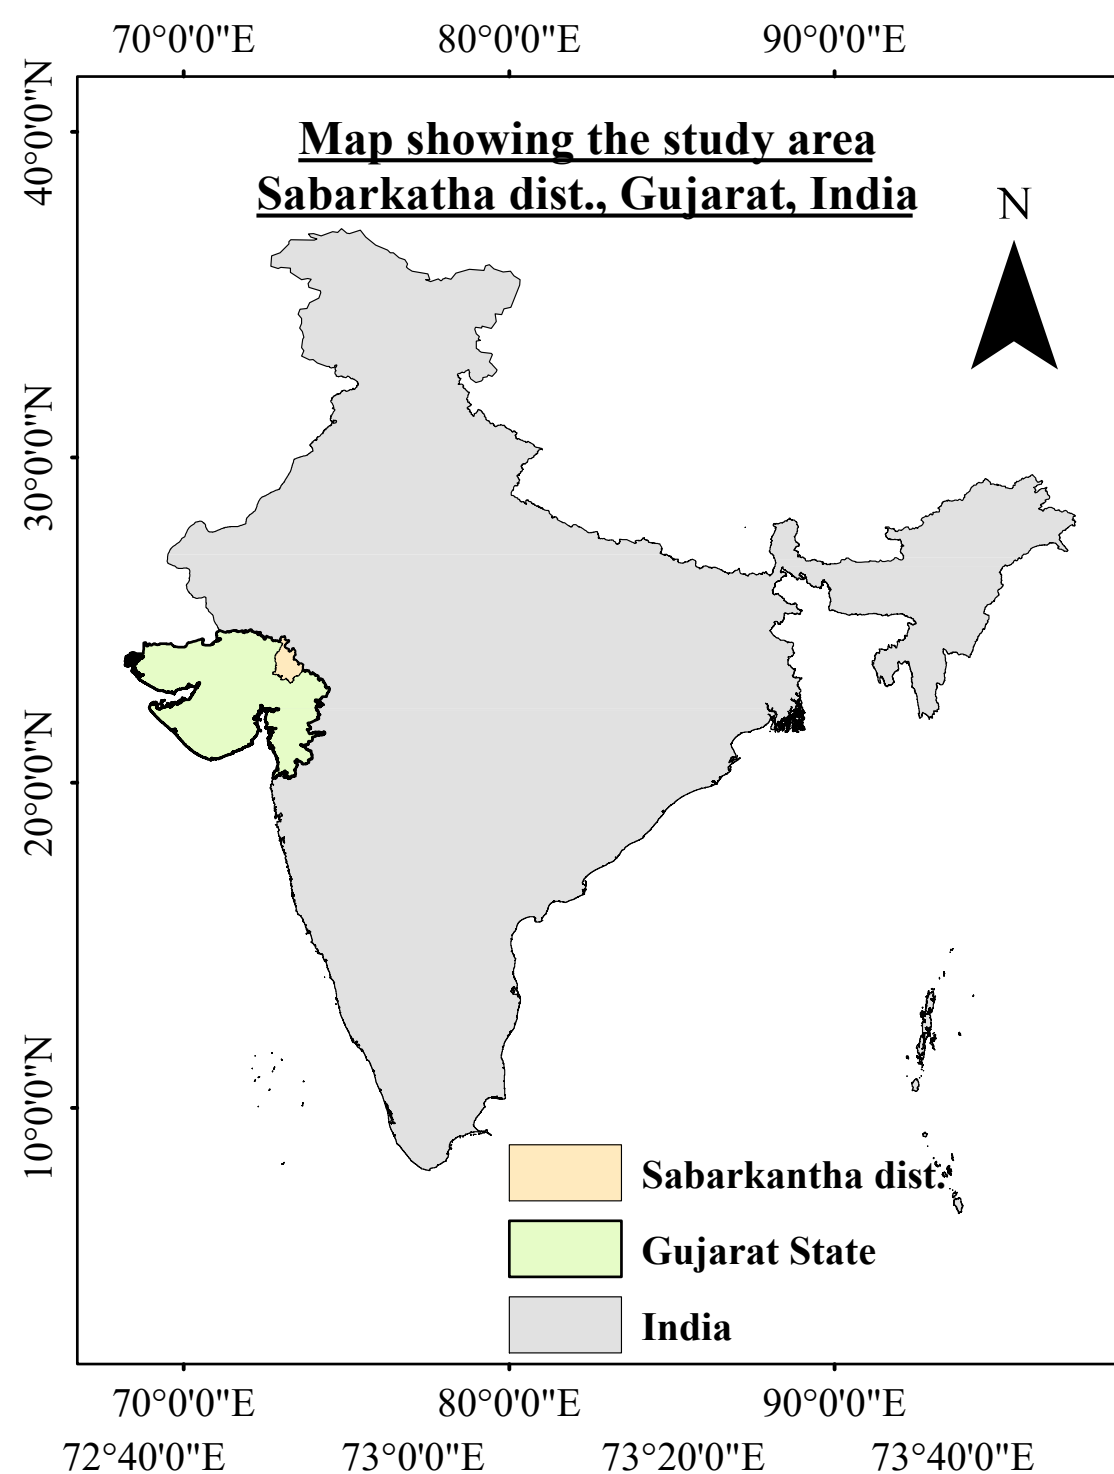 70°0'0"E 80°0'0"E 90°0'0"E
40°0'0"N
Map showing the study area
Sabarkatha dist., Gujarat, India
N
30°0'0"N
20°0'0"N
10°0'0"N
Sabarkantha dist.
Gujarat State
India
70°0'0"E 80°0'0"E 90°0'0"E
72°40'0"E 73°0'0"E 73°20'0"E 73°40'0"E